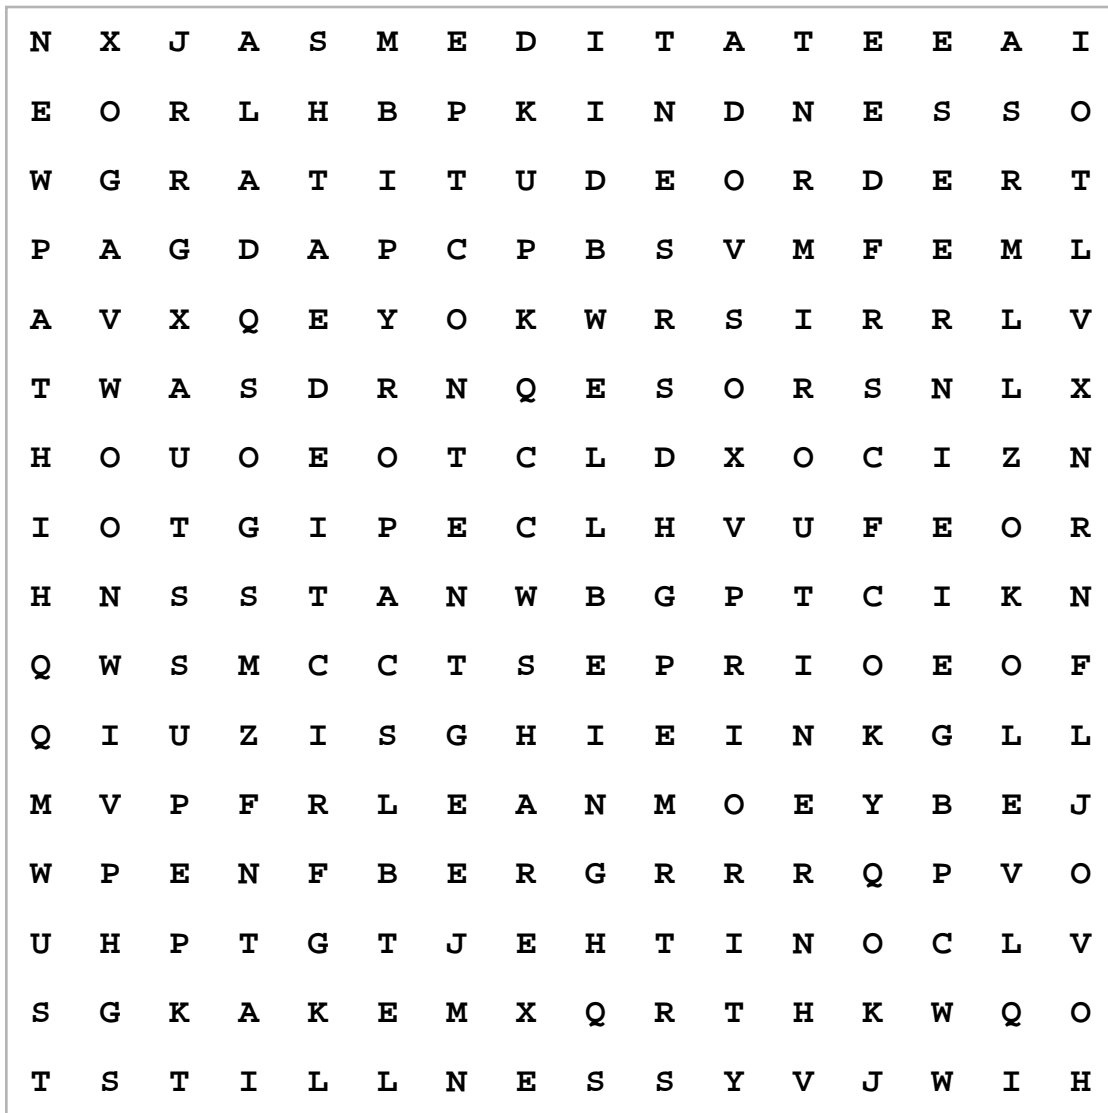 N X J A S M E D I T A T E E A I
E O R L H B P K I N D N E S S O
W G R A T I T U D E O R D E R T
P A G D A P C P B S V M F E M L
A V X Q E Y O K W R S I R R L V
T W A S D R N Q E S O R S N L X
H O U O E O T C L D X O C I Z N
I O T G I P E C L H V U F E O R
H N S S T A N W B G P T C I K N
Q W S M C C T S E P R I O E O F
Q I U Z I S G H I E I N K G L L
M V P F R L E A N M O E Y B E J
W P E N F B E R G R R R Q P V O
U H P T G T J E H T I N O C L V
S G K A K E M X Q R T H K W Q O
T S T I L L N E S S Y V J W I H